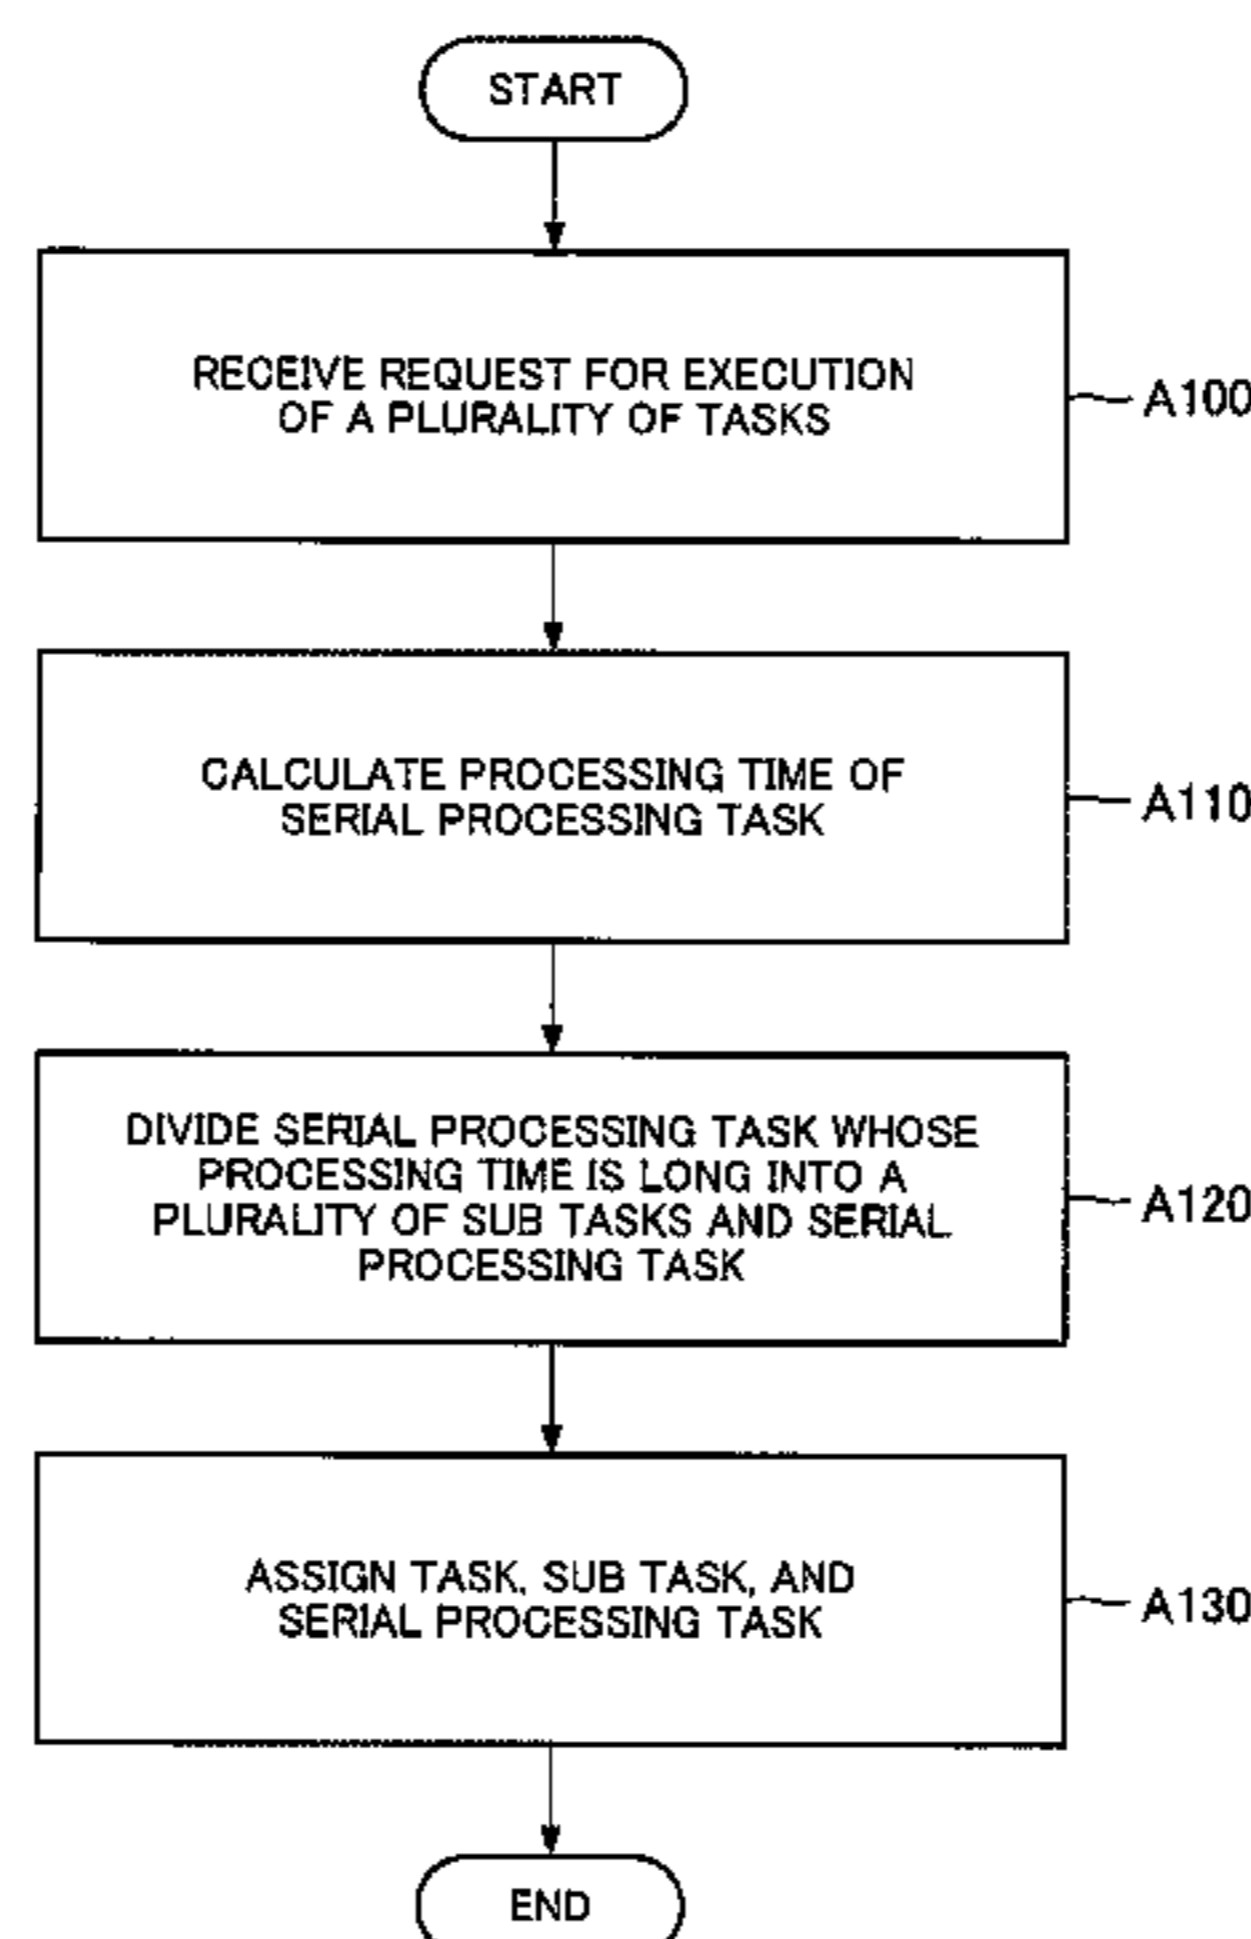 START
RECEIVE REQUEST FOR EXECUTION
OF A PLURALITY OF TASKS
A100
CALCULATE PROCESSING TIME OF
SERIAL PROCESSING TASK
A110
DIVIDE SERIAL PROCESSING TASK WHOSE
PROCESSING TIME IS LONG INTO A
PLURALITY OF SUB TASKS AND SERIAL
PROCESSING TASK
A120
ASSIGN TASK, SUB TASK, AND
SERIAL PROCESSING TASK
A130
END